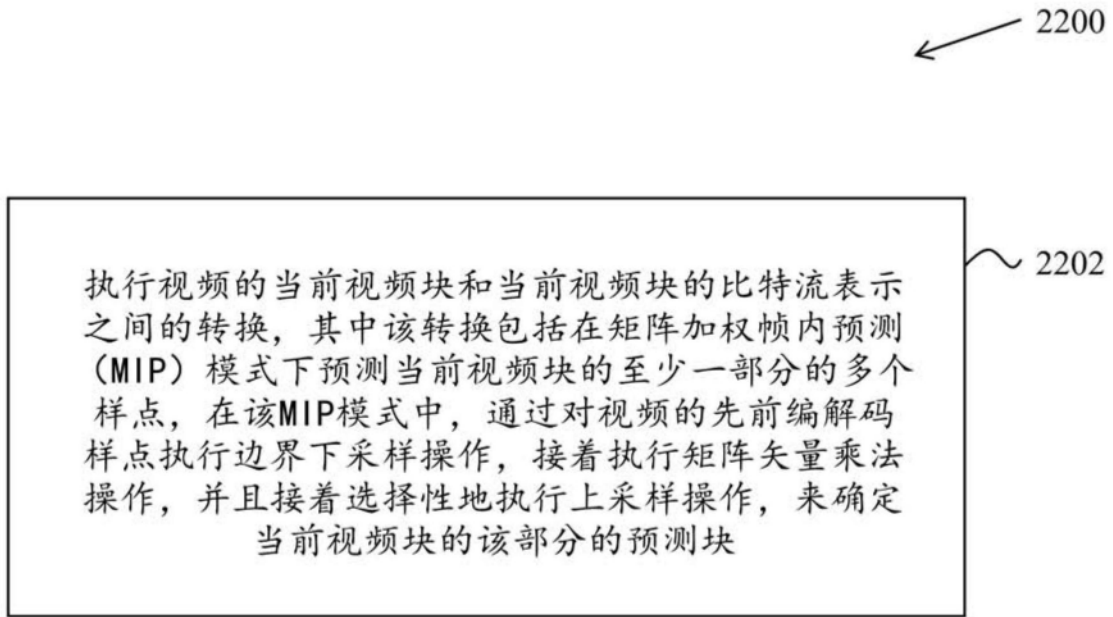 2200
2202
执行视频的当前视频块和当前视频块的比特流表示
之间的转换，其中该转换包括在矩阵加权帧内预测
（MIP）模式下预测当前视频块的至少一部分的多个
样点，在该MIP模式中，通过对视频的先前编解码
样点执行边界下采样操作，接着执行矩阵矢量乘法
操作，并且接着选择性地执行上采样操作，来确定
当前视频块的该部分的预测块